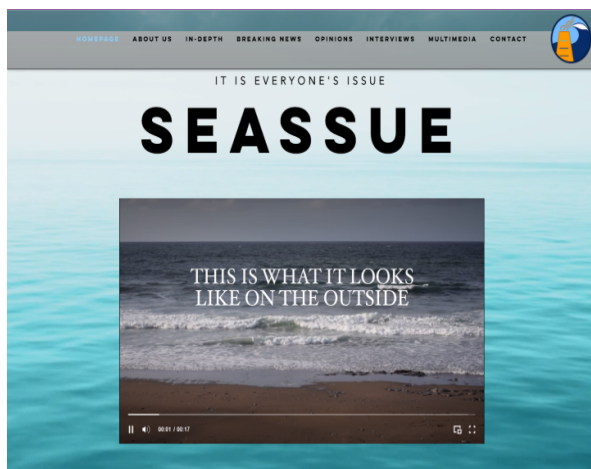 HOMEPAGE ABOUT US IN-DEPTH BREAKING NEWS OPINIONS INTERVIEWS MULTIMEDIA CONTACT
IT IS EVERYONE'S ISSUE
SEASSUE
THIS IS WHAT IT LOOKS
LIKE ON THE OUTSIDE
00:01 / 00:17